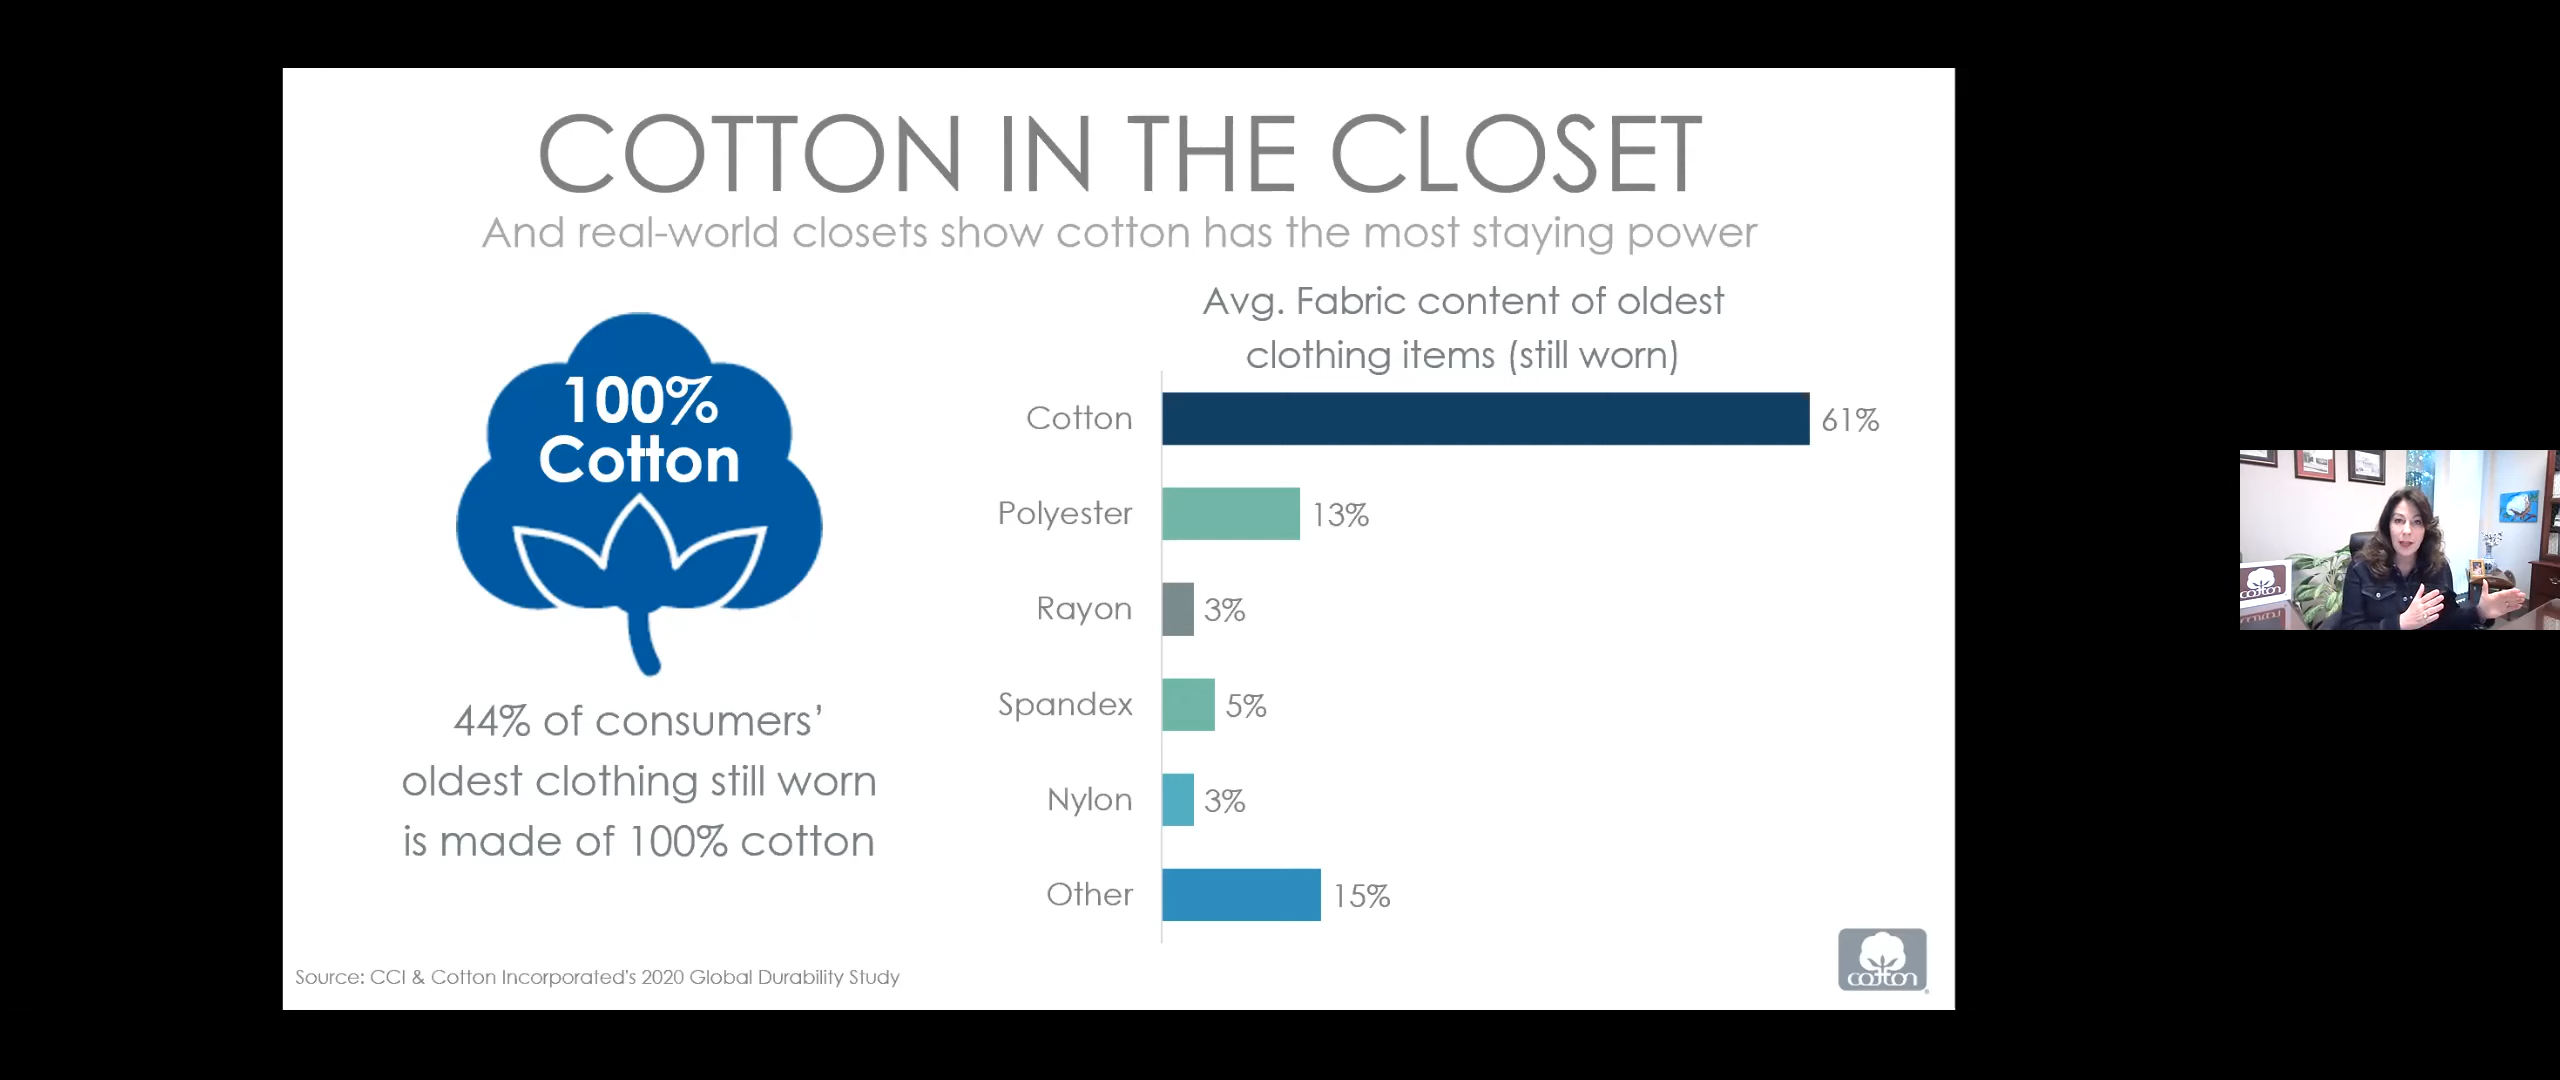 COTTON IN THE CLOSET
And real-world closets show cotton has the most staying power
100%
Cotton
44% of consumers’
oldest clothing still worn
is made of 100% cotton
Avg. Fabric content of oldest
clothing items (still worn)
Cotton 61%
Polyester 13%
Rayon 3%
Spandex 5%
Nylon 3%
Other 15%
Source: CCI & Cotton Incorporated's 2020 Global Durability Study
cotton
cotton